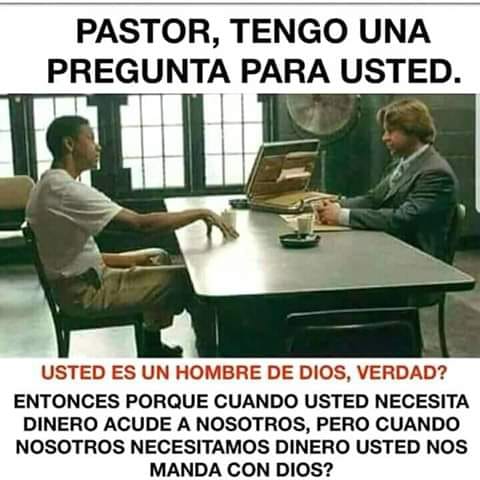 PASTOR, TENGO UNA
PREGUNTA PARA USTED.
USTED ES UN HOMBRE DE DIOS, VERDAD?
ENTONCES PORQUE CUANDO USTED NECESITA
DINERO ACUDE A NOSOTROS, PERO CUANDO
NOSOTROS NECESITAMOS DINERO USTED NOS
MANDA CON DIOS?